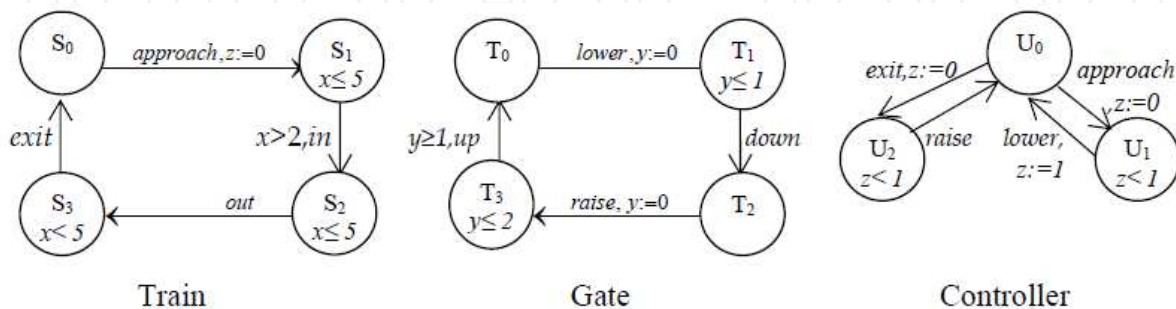 S0
approach,z:=0
S1
x≤ 5
exit
x>2,in
S3
x< 5
out
S2
x≤ 5
Train
T0
lower, y:=0
T1
y≤ 1
y≥1,up
down
T3
y≤ 2
raise, y:=0
T2
Gate
U0
exit,z:=0
approach
z:=0
U2
z< 1
raise
lower,
z:=1
U1
z< 1
Controller